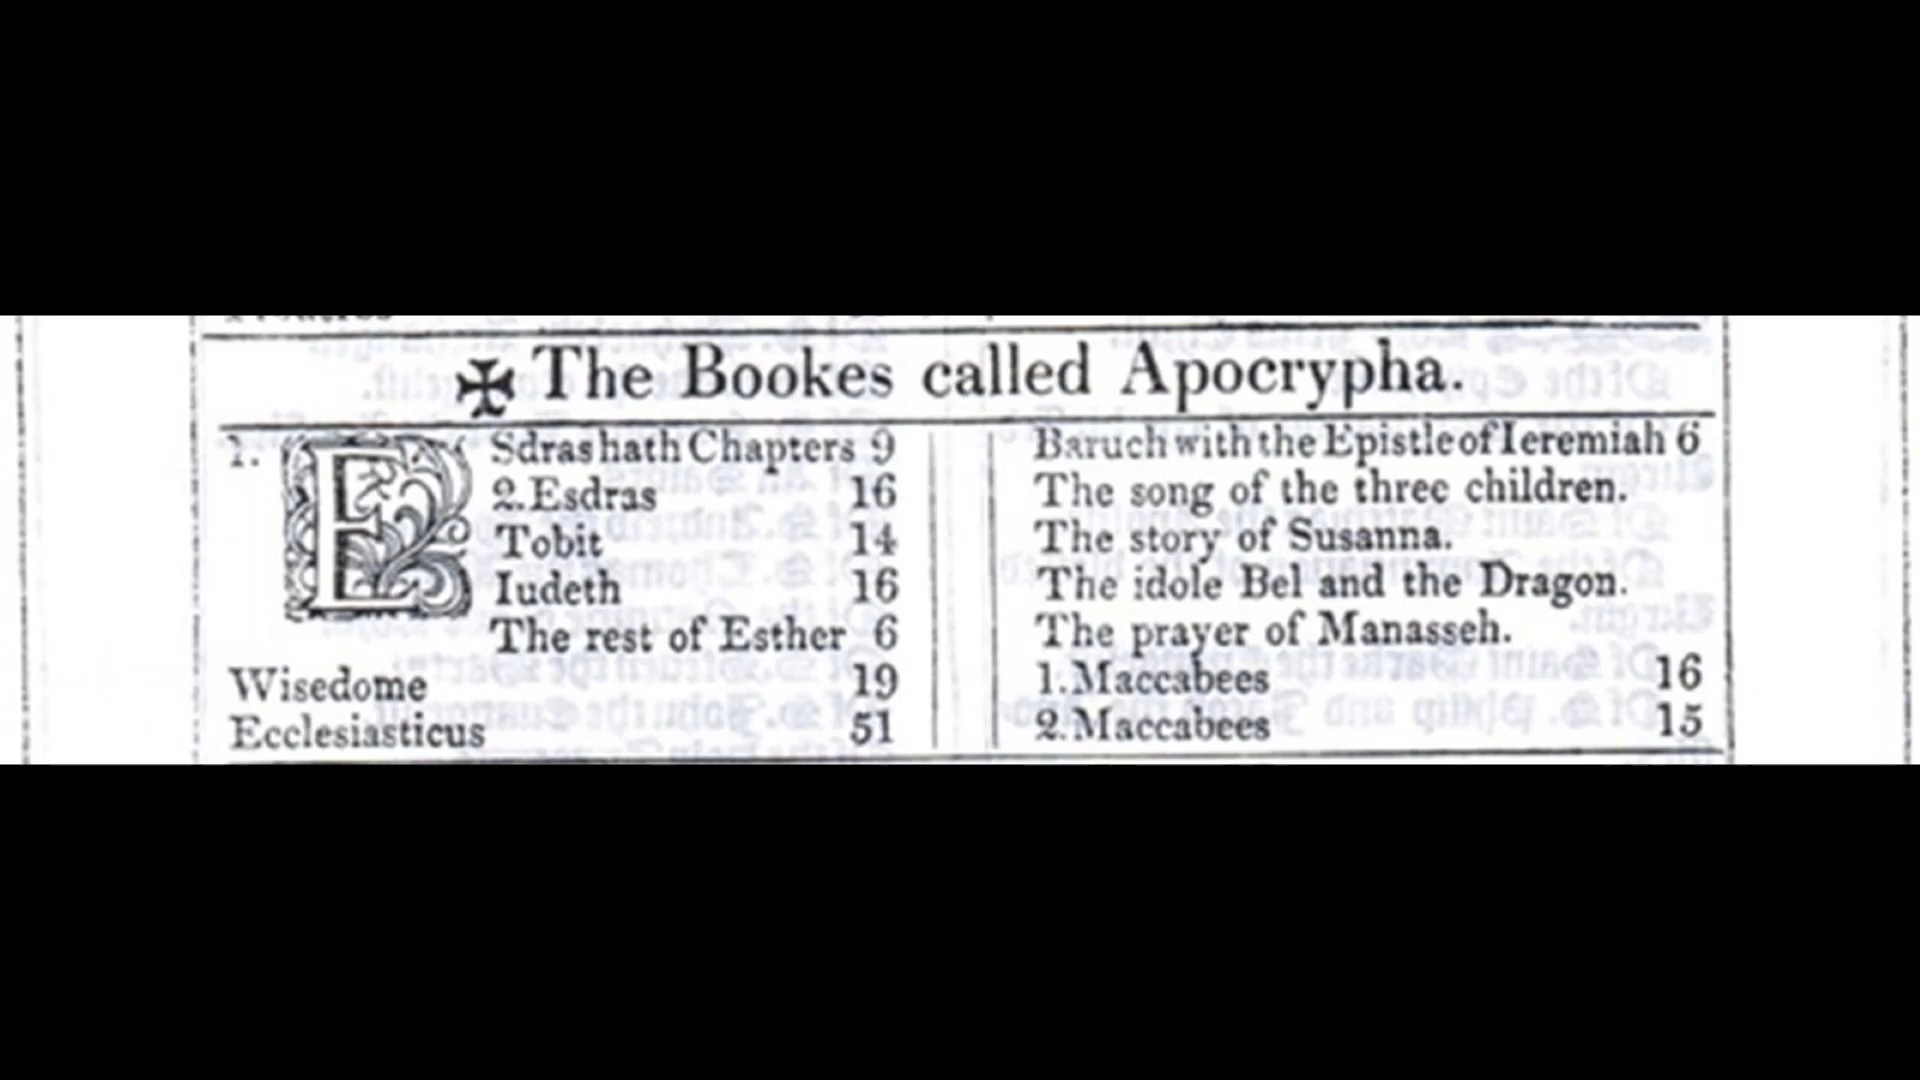 ✠ The Bookes called Apocrypha.
1. ESdras hath Chapters 9
2. Esdras 16
Tobit 14
Iudeth 16
The rest of Esther 6
Wisedome 19
Ecclesiasticus 51
Baruch with the Epistle of Ieremiah 6
The song of the three children.
The story of Susanna.
The idole Bel and the Dragon.
The prayer of Manasseh.
1. Maccabees 16
2. Maccabees 15